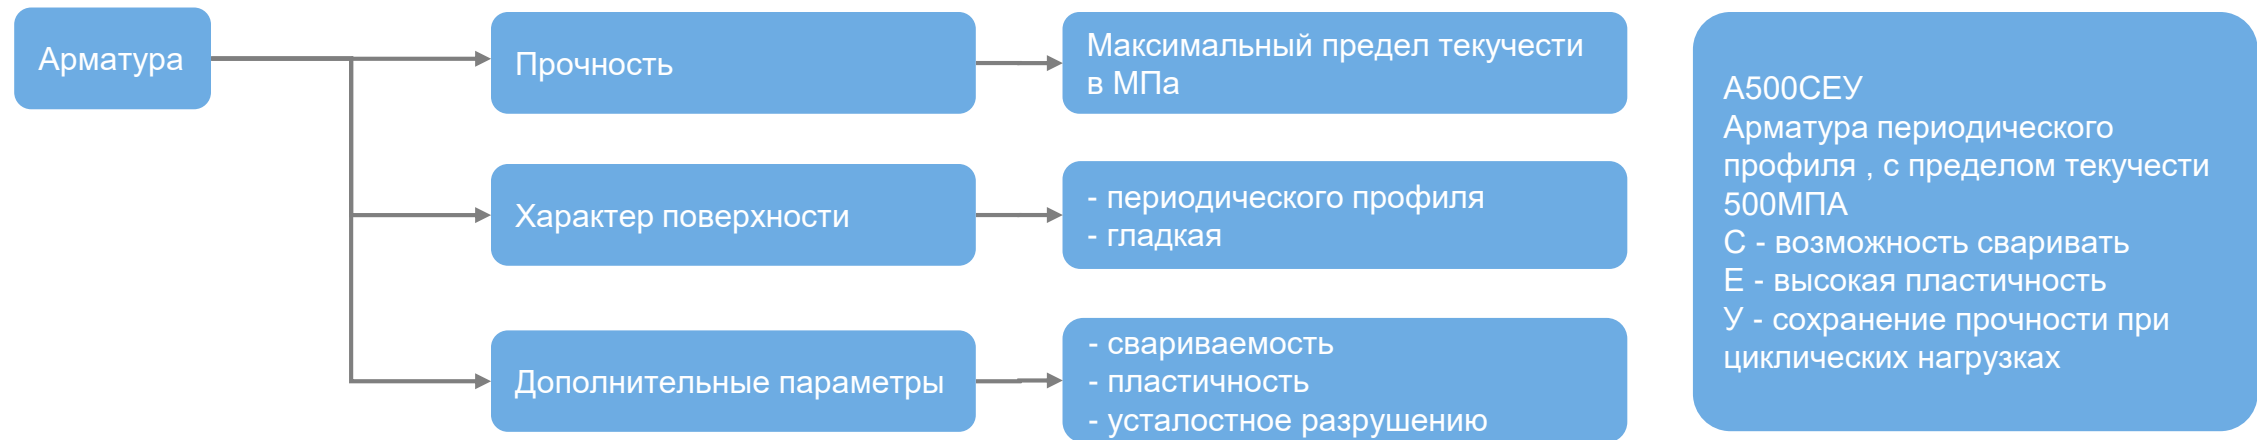 Арматура
Прочность
Максимальный предел текучести
в МПа
Характер поверхности
- периодического профиля
- гладкая
Дополнительные параметры
- свариваемость
- пластичность
- усталостное разрушению
А500СЕУ
Арматура периодического
профиля , с пределом текучести
500МПА
С - возможность сваривать
Е - высокая пластичность
У - сохранение прочности при
циклических нагрузках